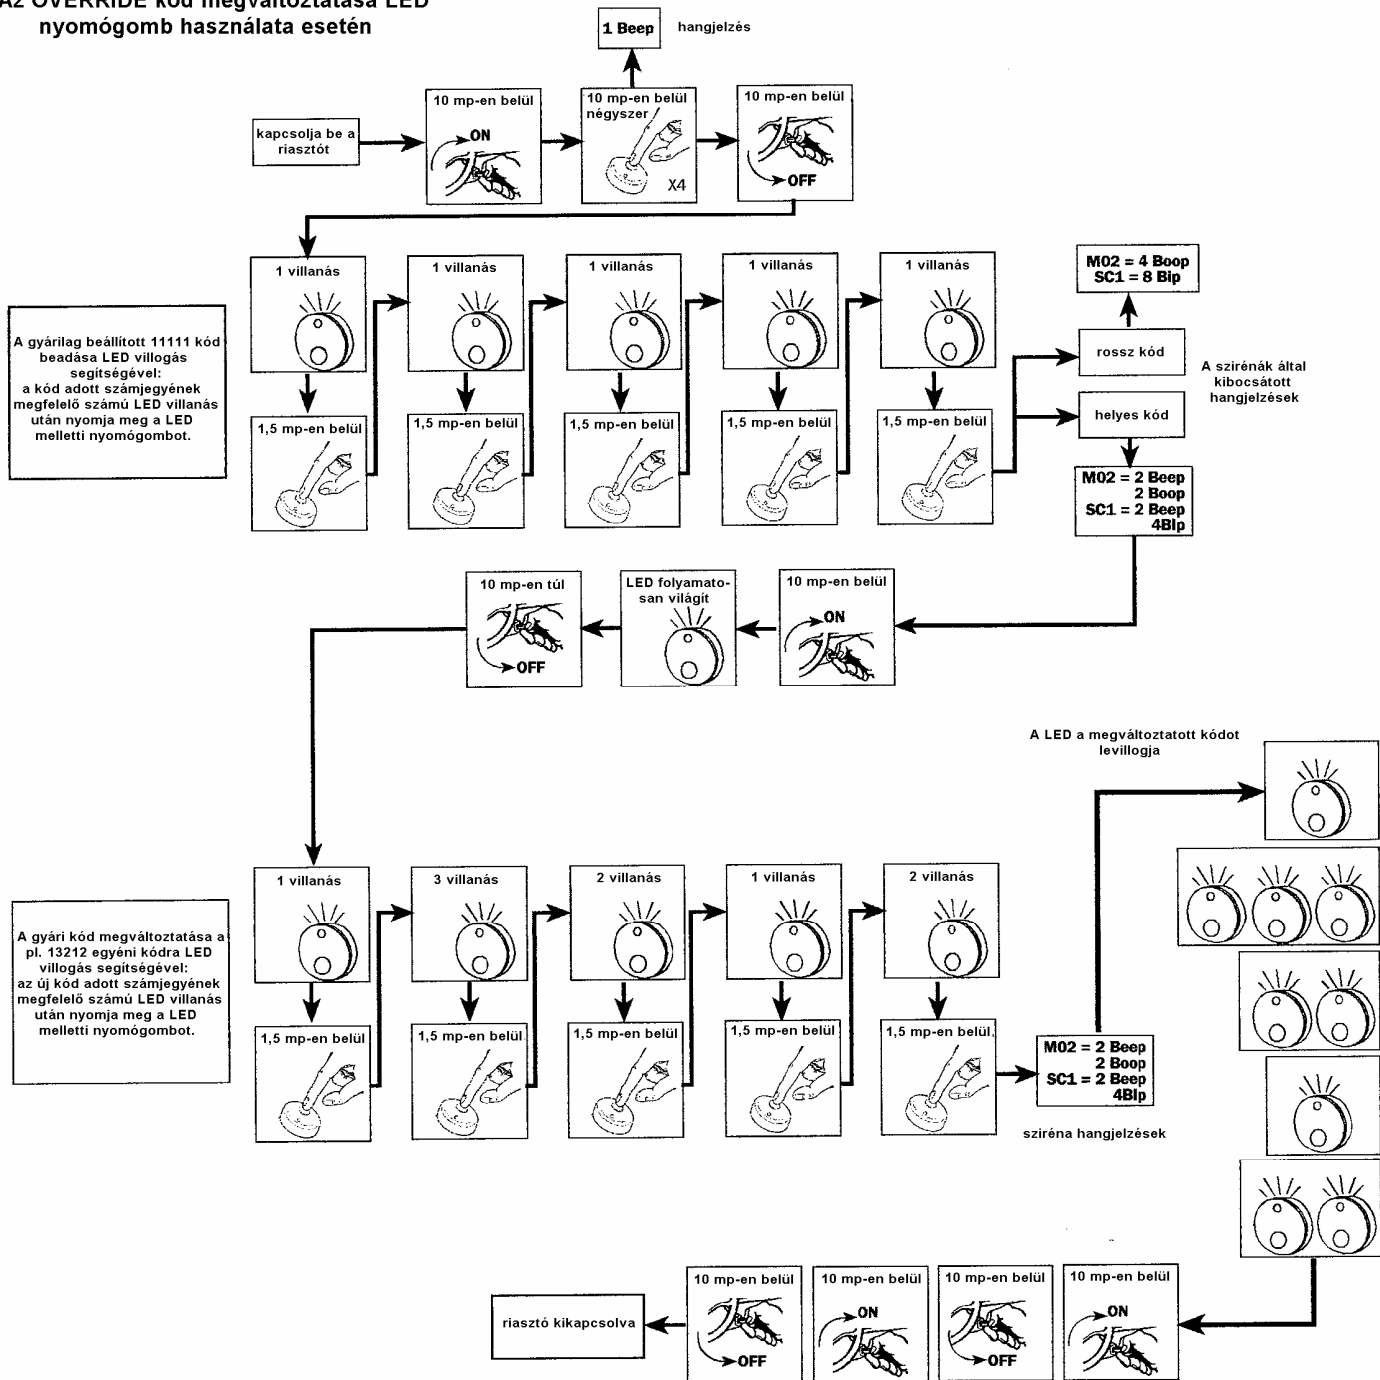 Az OVERRIDE kód megváltoztatása LED
nyomógomb használata esetén
1 Beep
hangjelzés
kapcsolja be a
riasztót
10 mp-en belül
ON
10 mp-en belül
négyszer
X4
10 mp-en belül
OFF
A gyárilag beállított 11111 kód
beadása LED villogás
segítségével:
a kód adott számjegyének
megfelelő számú LED villanás
után nyomja meg a LED
melletti nyomógombot.
1 villanás
1 villanás
1 villanás
1 villanás
1 villanás
1,5 mp-en belül
1,5 mp-en belül
1,5 mp-en belül
1,5 mp-en belül
1,5 mp-en belül
M02 = 4 Boop
SC1 = 8 Bip
rossz kód
helyes kód
A szirénák által
kibocsátott
hangjelzések
M02 = 2 Beep
2 Boop
SC1 = 2 Beep
4Bip
10 mp-en túl
OFF
LED folyamato-
san világít
10 mp-en belül
ON
A LED a megváltoztatott kódot
levillogja
A gyári kód megváltoztatása a
pl. 13212 egyéni kódra LED
villogás segítségével:
az új kód adott számjegyének
megfelelő számú LED villanás
után nyomja meg a LED
melletti nyomógombot.
1 villanás
3 villanás
2 villanás
1 villanás
2 villanás
1,5 mp-en belül
1,5 mp-en belül
1,5 mp-en belül
1,5 mp-en belül
1,5 mp-en belül
M02 = 2 Beep
2 Boop
SC1 = 2 Beep
4Bip
sziréna hangjelzések
riasztó kikapcsolva
10 mp-en belül
OFF
10 mp-en belül
ON
10 mp-en belül
OFF
10 mp-en belül
ON